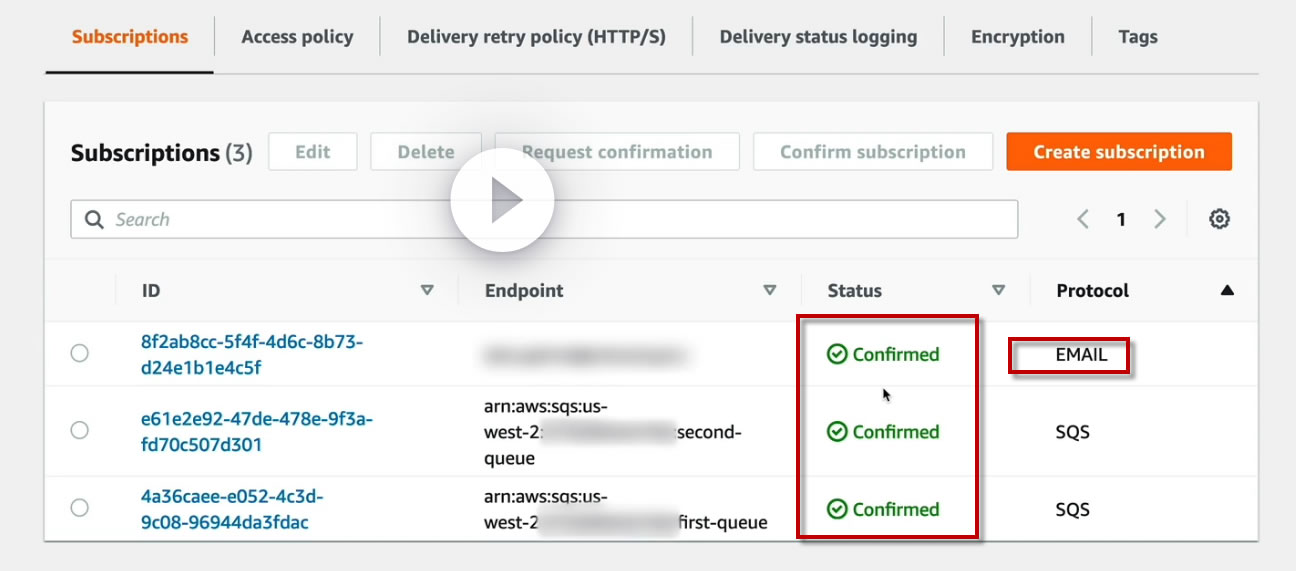 Subscriptions Access policy Delivery retry policy (HTTP/S) Delivery status logging Encryption Tags
Subscriptions (3) Edit Delete Request confirmation Confirm subscription Create subscription
Search 1
ID Endpoint Status Protocol
8f2ab8cc-5f4f-4d6c-8b73-
d24e1b1e4c5f
Confirmed EMAIL
e61e2e92-47de-478e-9f3a-
fd70c507d301
arn:aws:sqs:us-
west-2: :second-
queue
Confirmed SQS
4a36caee-e052-4c3d-
9c08-96944da3fdac
arn:aws:sqs:us-
west-2 first-queue
Confirmed SQS